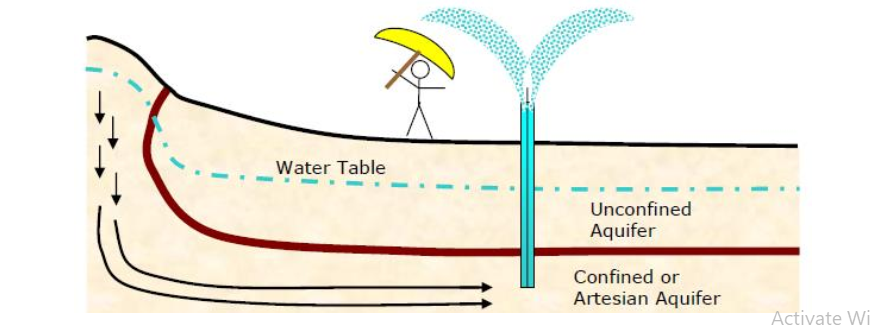 Water Table
Unconfined
Aquifer
Confined or
Artesian Aquifer
Activate Wi